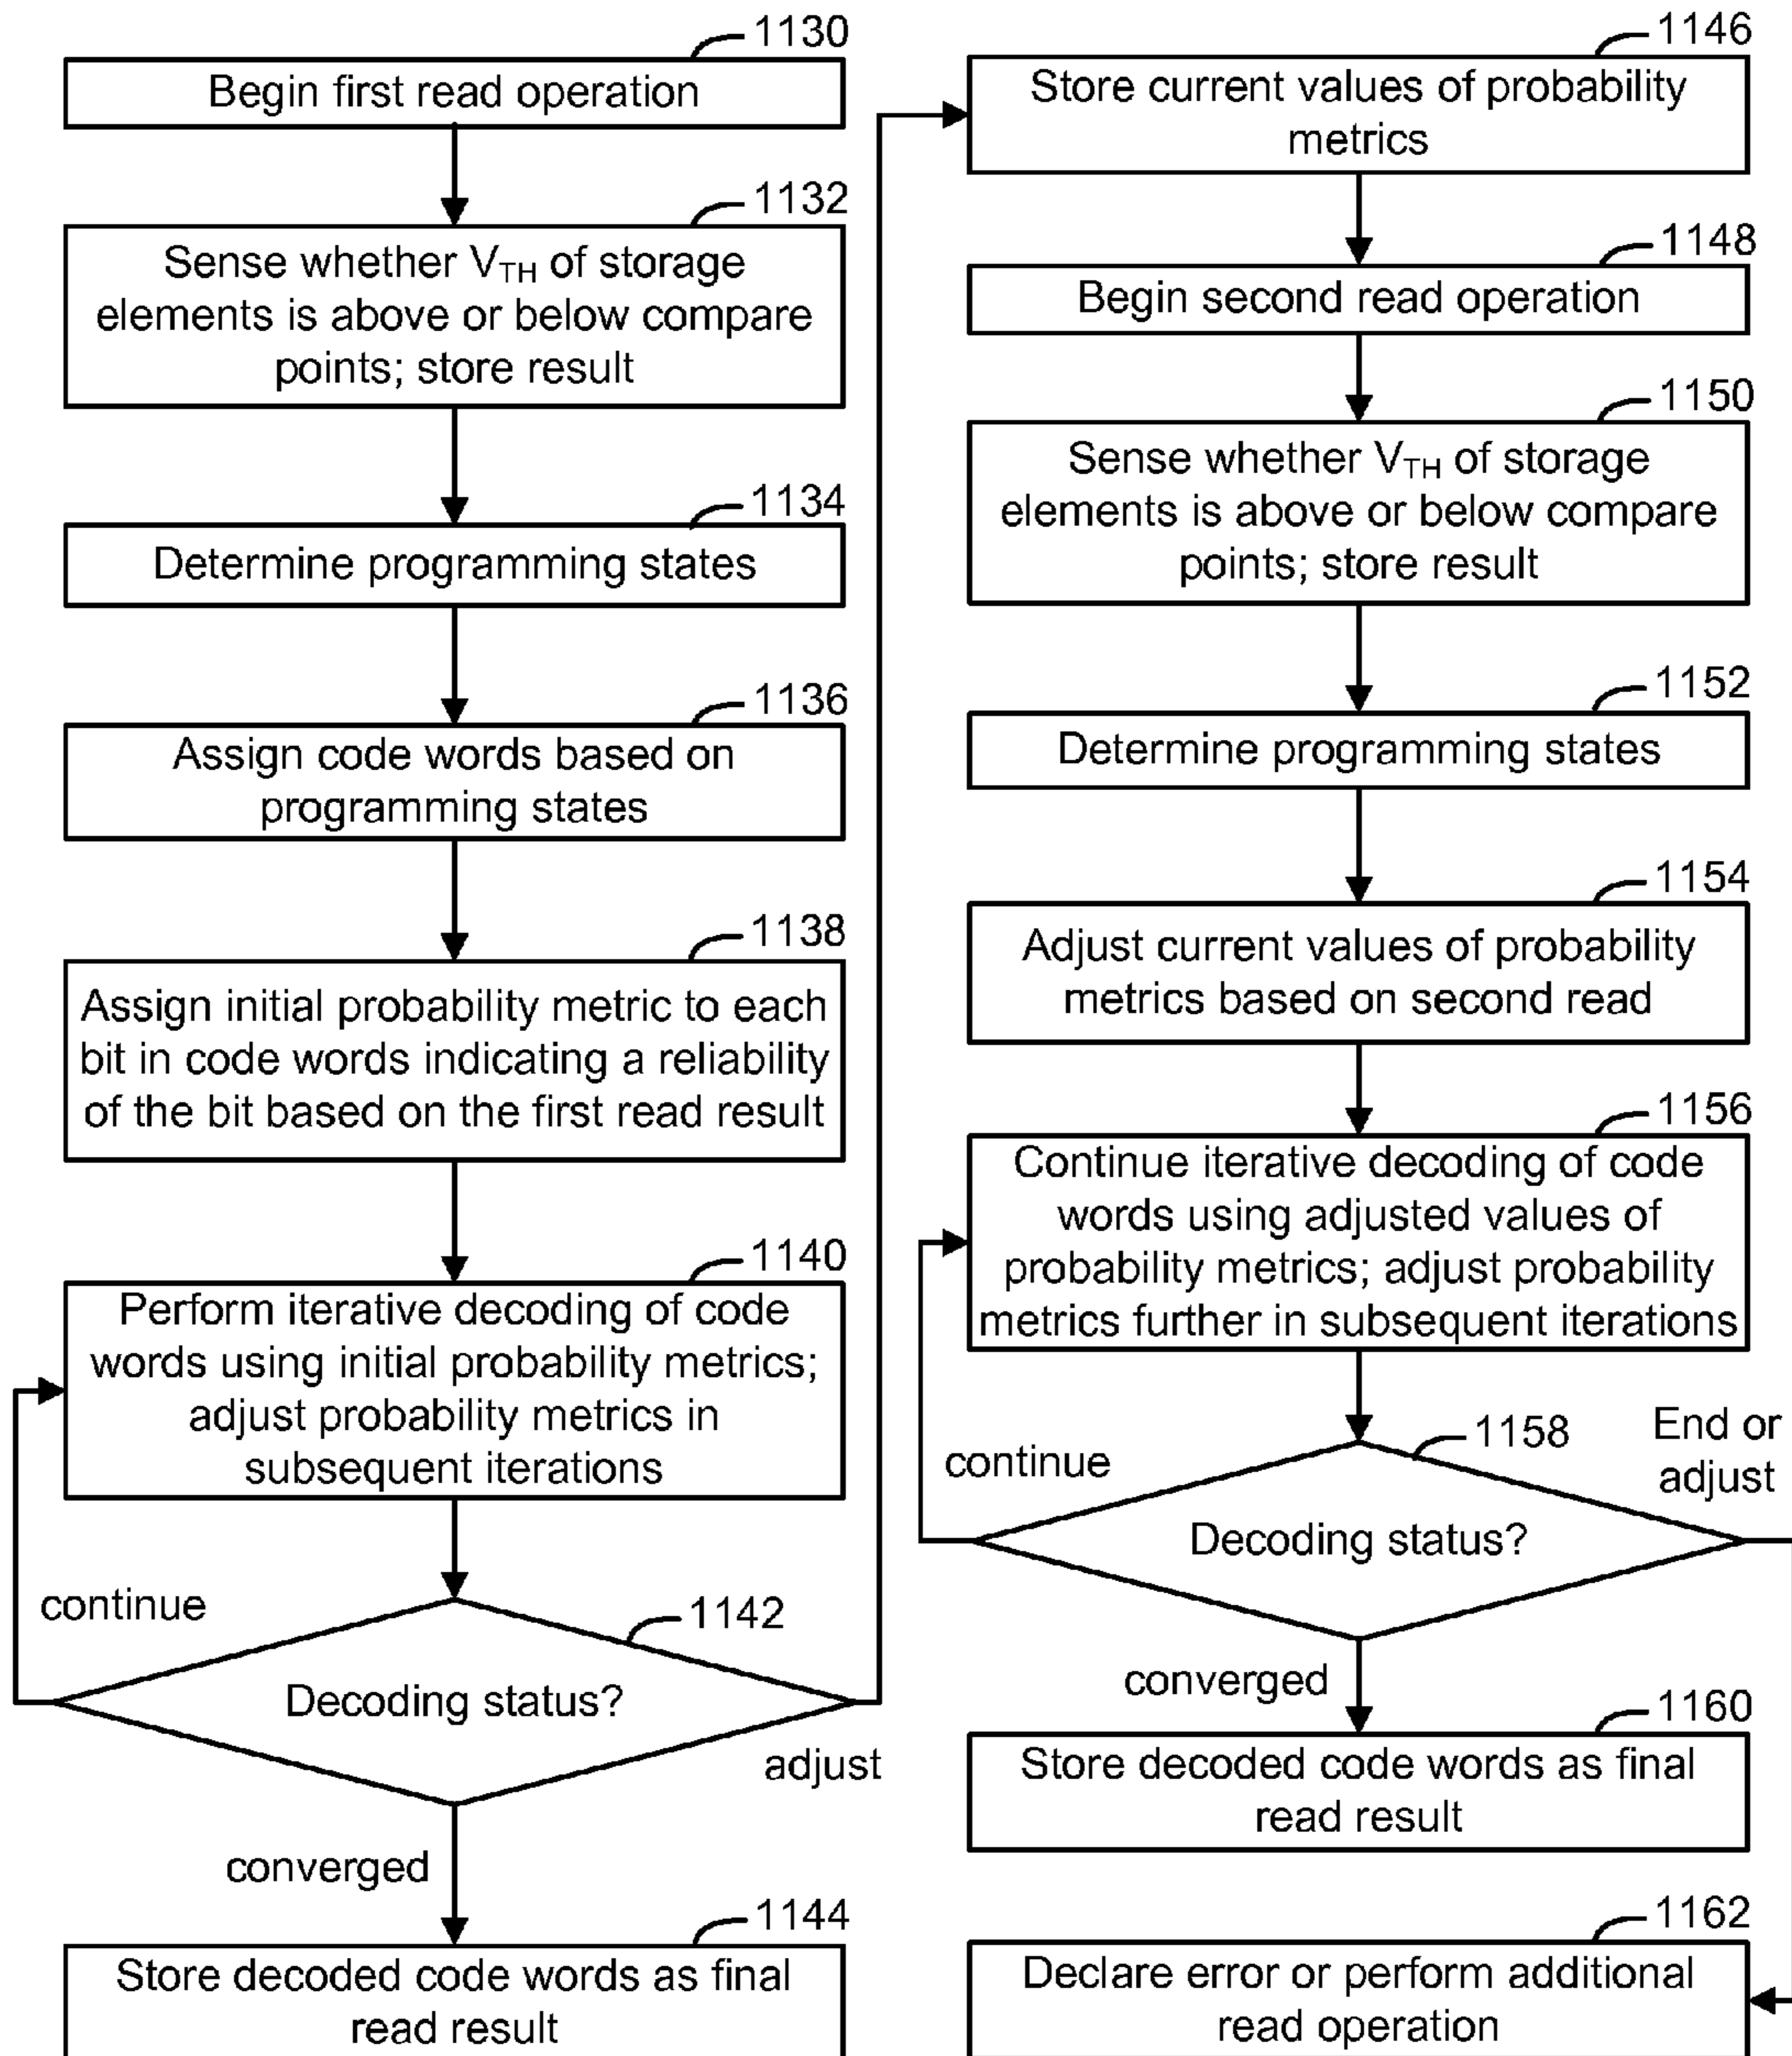 1130
Begin first read operation
1132
Sense whether VTH of storage
elements is above or below compare
points; store result
1134
Determine programming states
1136
Assign code words based on
programming states
1138
Assign initial probability metric to each
bit in code words indicating a reliability
of the bit based on the first read result
1140
Perform iterative decoding of code
words using initial probability metrics;
adjust probability metrics in
subsequent iterations
continue
1142
Decoding status?
adjust
converged
1144
Store decoded code words as final
read result
1146
Store current values of probability
metrics
1148
Begin second read operation
1150
Sense whether VTH of storage
elements is above or below compare
points; store result
1152
Determine programming states
1154
Adjust current values of probability
metrics based on second read
1156
Continue iterative decoding of code
words using adjusted values of
probability metrics; adjust probability
metrics further in subsequent iterations
continue
1158
End or
adjust
Decoding status?
converged
1160
Store decoded code words as final
read result
1162
Declare error or perform additional
read operation